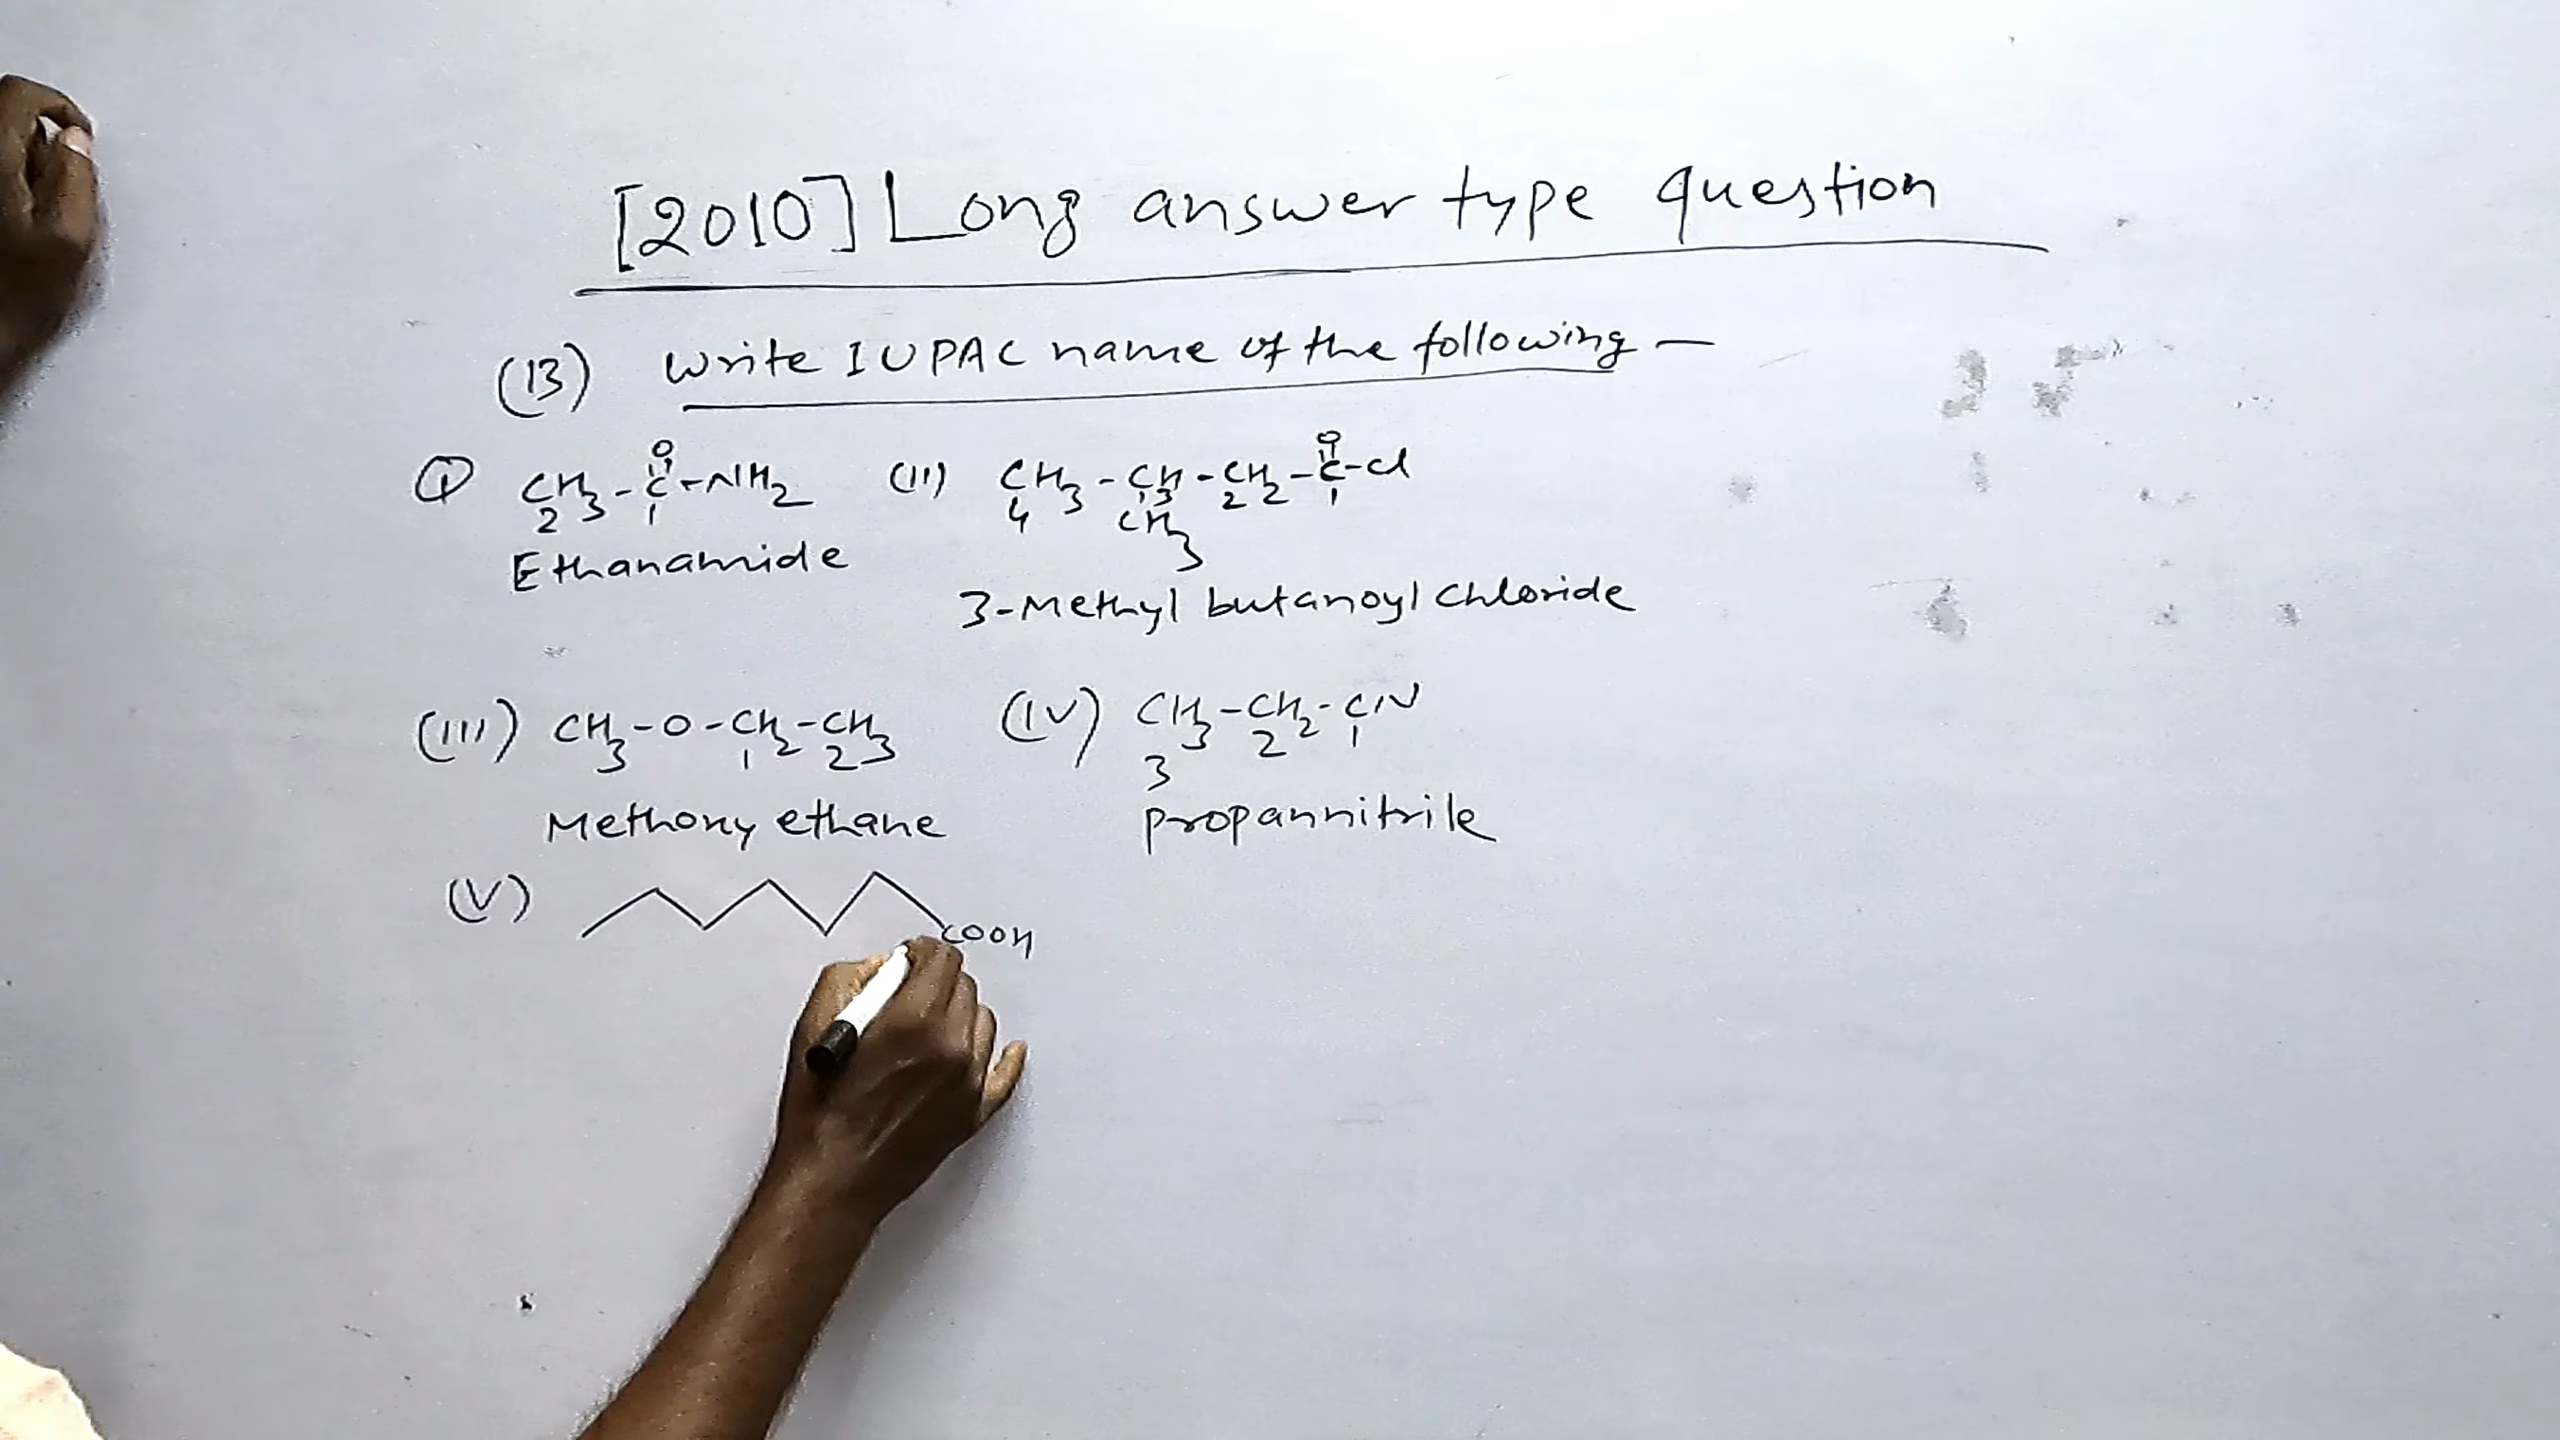 [2010] Long answer type question
(13) Write IUPAC name of the following —
(I) CH3-C-NH2 (II) CH3-CH-CH2-C-Cl
O O
2 1 4 3 2 1
CH3
Ethanamide
3-Methyl butanoyl chloride
(III) CH3-O-CH2-CH3 (IV) CH3-CH2-CN
1 2 3 2 1
Methoxy ethane propannitrile
(V) COOH